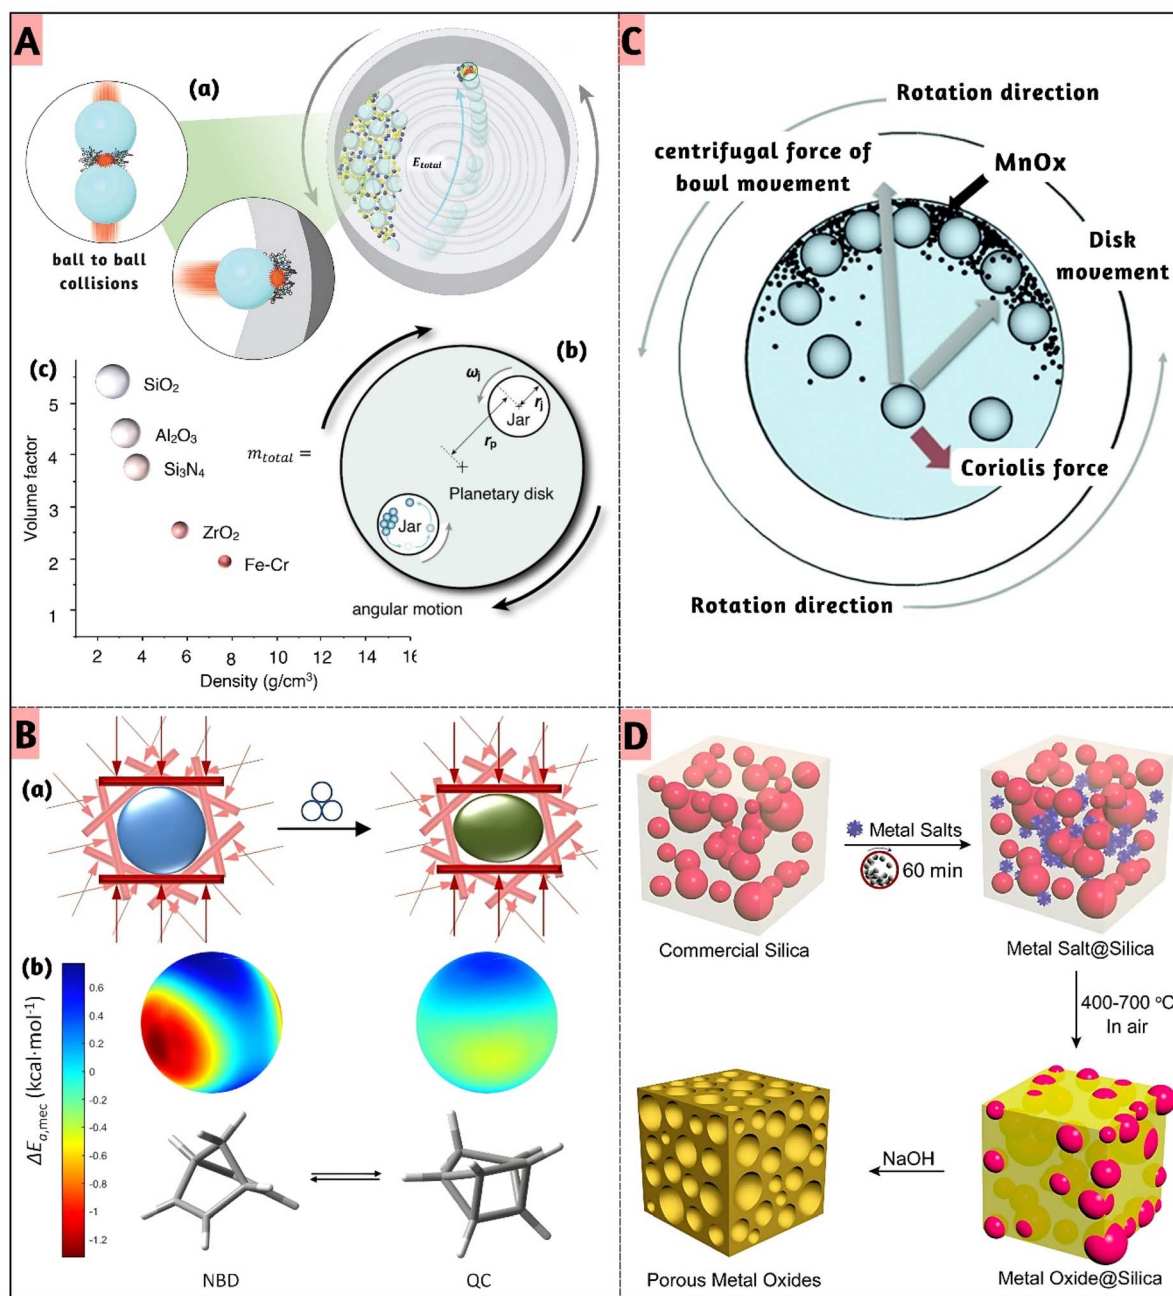 A
(a)
E_total
ball to ball
collisions
(c)
5
4
3
2
1
Volume factor
SiO₂
Al₂O₃
Si₃N₄
ZrO₂
Fe-Cr
2 4 6 8 10 12 14 16
Density (g/cm³)
(b)
m_total =
ω_j
r_j
Jar
r_p
Planetary disk
Jar
angular motion
C
Rotation direction
centrifugal force of
bowl movement
MnOx
Disk
movement
Coriolis force
Rotation direction
B
(a)
(b)
ΔE_a,mec (kcal·mol⁻¹)
0.6
0.4
0.2
0
-0.2
-0.4
-0.6
-0.8
-1
-1.2
NBD
QC
D
Metal Salts
60 min
Commercial Silica
Metal Salt@Silica
400-700 °C
In air
NaOH
Porous Metal Oxides
Metal Oxide@Silica